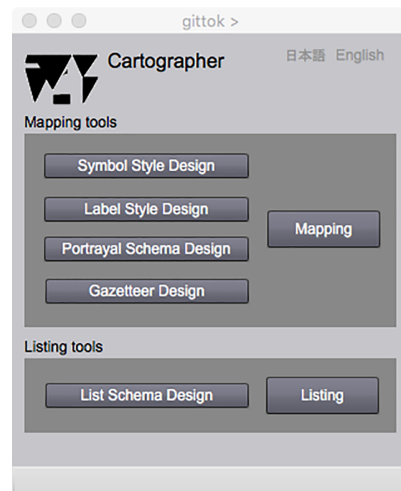 gittok >
Cartographer
日本語 English
Mapping tools
Symbol Style Design
Label Style Design
Mapping
Portrayal Schema Design
Gazetteer Design
Listing tools
List Schema Design
Listing